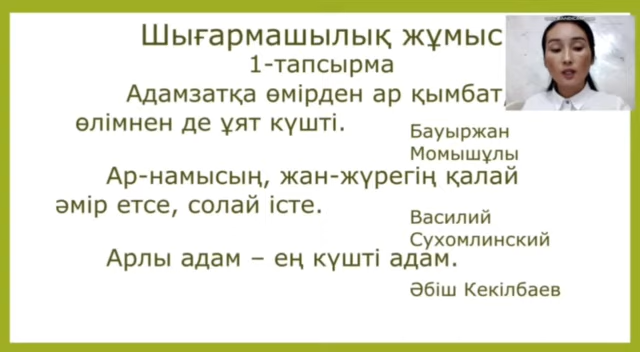 Шығармашылық жұмыс
1-тапсырма
Адамзатқа өмірден ар қымбат,
өлімнен де ұят күшті.
Бауыржан
Момышұлы
Ар-намысың, жан-жүрегің қалай
әмір етсе, солай істе.
Василий
Сухомлинский
Арлы адам – ең күшті адам.
Әбіш Кекілбаев